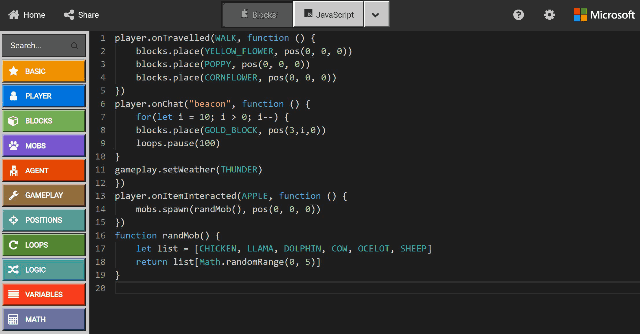 Home
Share
Blocks
JavaScript
Microsoft
Search...
BASIC
PLAYER
BLOCKS
MOBS
AGENT
GAMEPLAY
POSITIONS
LOOPS
LOGIC
VARIABLES
MATH
1 player.onTravelled(WALK, function () {
2 blocks.place(YELLOW_FLOWER, pos(0, 0, 0))
3 blocks.place(POPPY, pos(0, 0, 0))
4 blocks.place(CORNFLOWER, pos(0, 0, 0))
5 })
6 player.onChat("beacon", function () {
7 for(let i = 10; i > 0; i--) {
8 blocks.place(GOLD_BLOCK, pos(3,i,0))
9 loops.pause(100)
10 }
11 gameplay.setWeather(THUNDER)
12 })
13 player.onItemInteracted(APPLE, function () {
14 mobs.spawn(randMob(), pos(0, 0, 0))
15 })
16 function randMob() {
17 let list = [CHICKEN, LLAMA, DOLPHIN, COW, OCELOT, SHEEP]
18 return list[Math.randomRange(0, 5)]
19 }
20